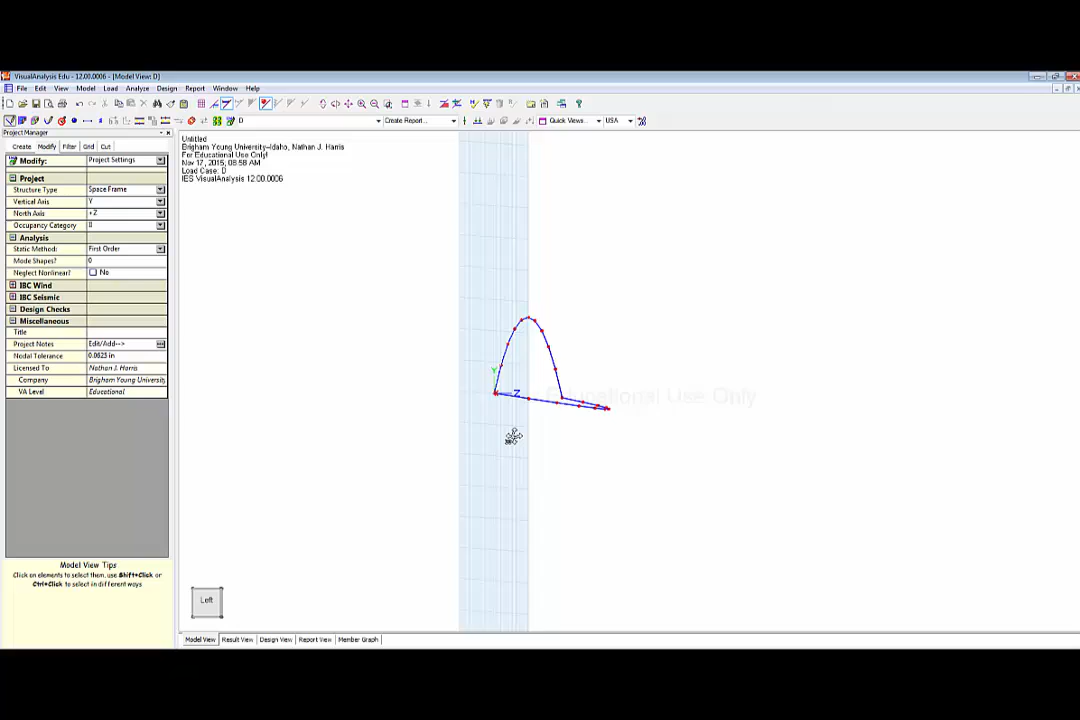 VisualAnalysis Edu - 12.00.0006 - [Model View: D]
File Edit View Model Load Analyze Design Report Window Help
D Create Report... Quick Views... USA
Project Manager
Create Modify Filter Grid Cut
Modify: Project Settings
Project
Structure Type Space Frame
Vertical Axis Y
North Axis +Z
Occupancy Category II
Analysis
Static Method: First Order
Mode Shapes? 0
Neglect Nonlinear? No
IBC Wind
IBC Seismic
Design Checks
Miscellaneous
Title
Project Notes Edit/Add-->
Nodal Tolerance 0.0625 in
Licensed To Nathan J. Harris
Company Brigham Young University
VA Level Educational
Model View Tips
Click on elements to select them, use Shift+Click or
Ctrl+Click to select in different ways
Untitled
Brigham Young University-Idaho, Nathan J. Harris
For Educational Use Only!
Nov 17, 2015; 08:58 AM
Load Case: D
IES VisualAnalysis 12.00.0006
Y
Z
Educational Use Only
Left
Model View Result View Design View Report View Member Graph